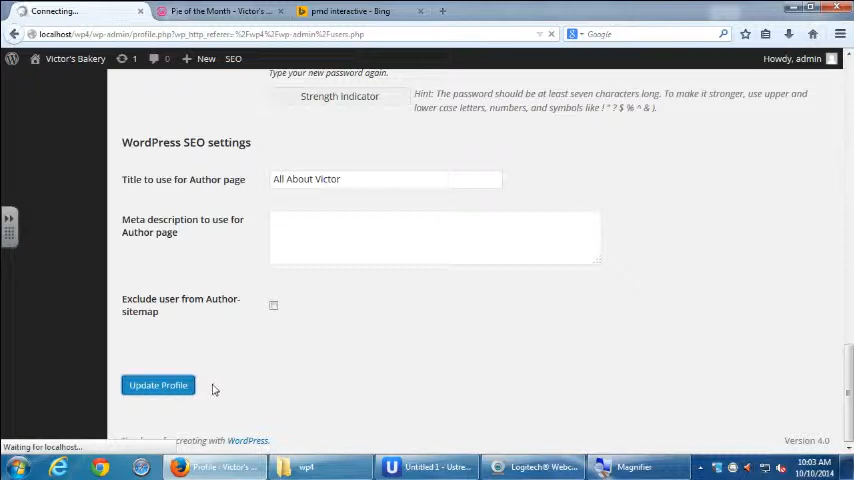 Connecting...
Pie of the Month - Victor's ...
pmd interactive - Bing
localhost/wp4/wp-admin/profile.php?wp_http_referer=%2Fwp4%2Fwp-admin%2Fusers.php
Google
Victor's Bakery
1
0
+ New
SEO
Howdy, admin
Type your new password again.
Strength indicator
Hint: The password should be at least seven characters long. To make it stronger, use upper and
lower case letters, numbers, and symbols like ! " ? $ % ^ & ).
WordPress SEO settings
Title to use for Author page
All About Victor
Meta description to use for
Author page
Exclude user from Author-
sitemap
Update Profile
creating with WordPress.
Version 4.0
Waiting for localhost...
Profile ‹ Victor's ...
wp4
Untitled 1 - Ustre...
Logitech® Webc...
Magnifier
10:03 AM
10/10/2014